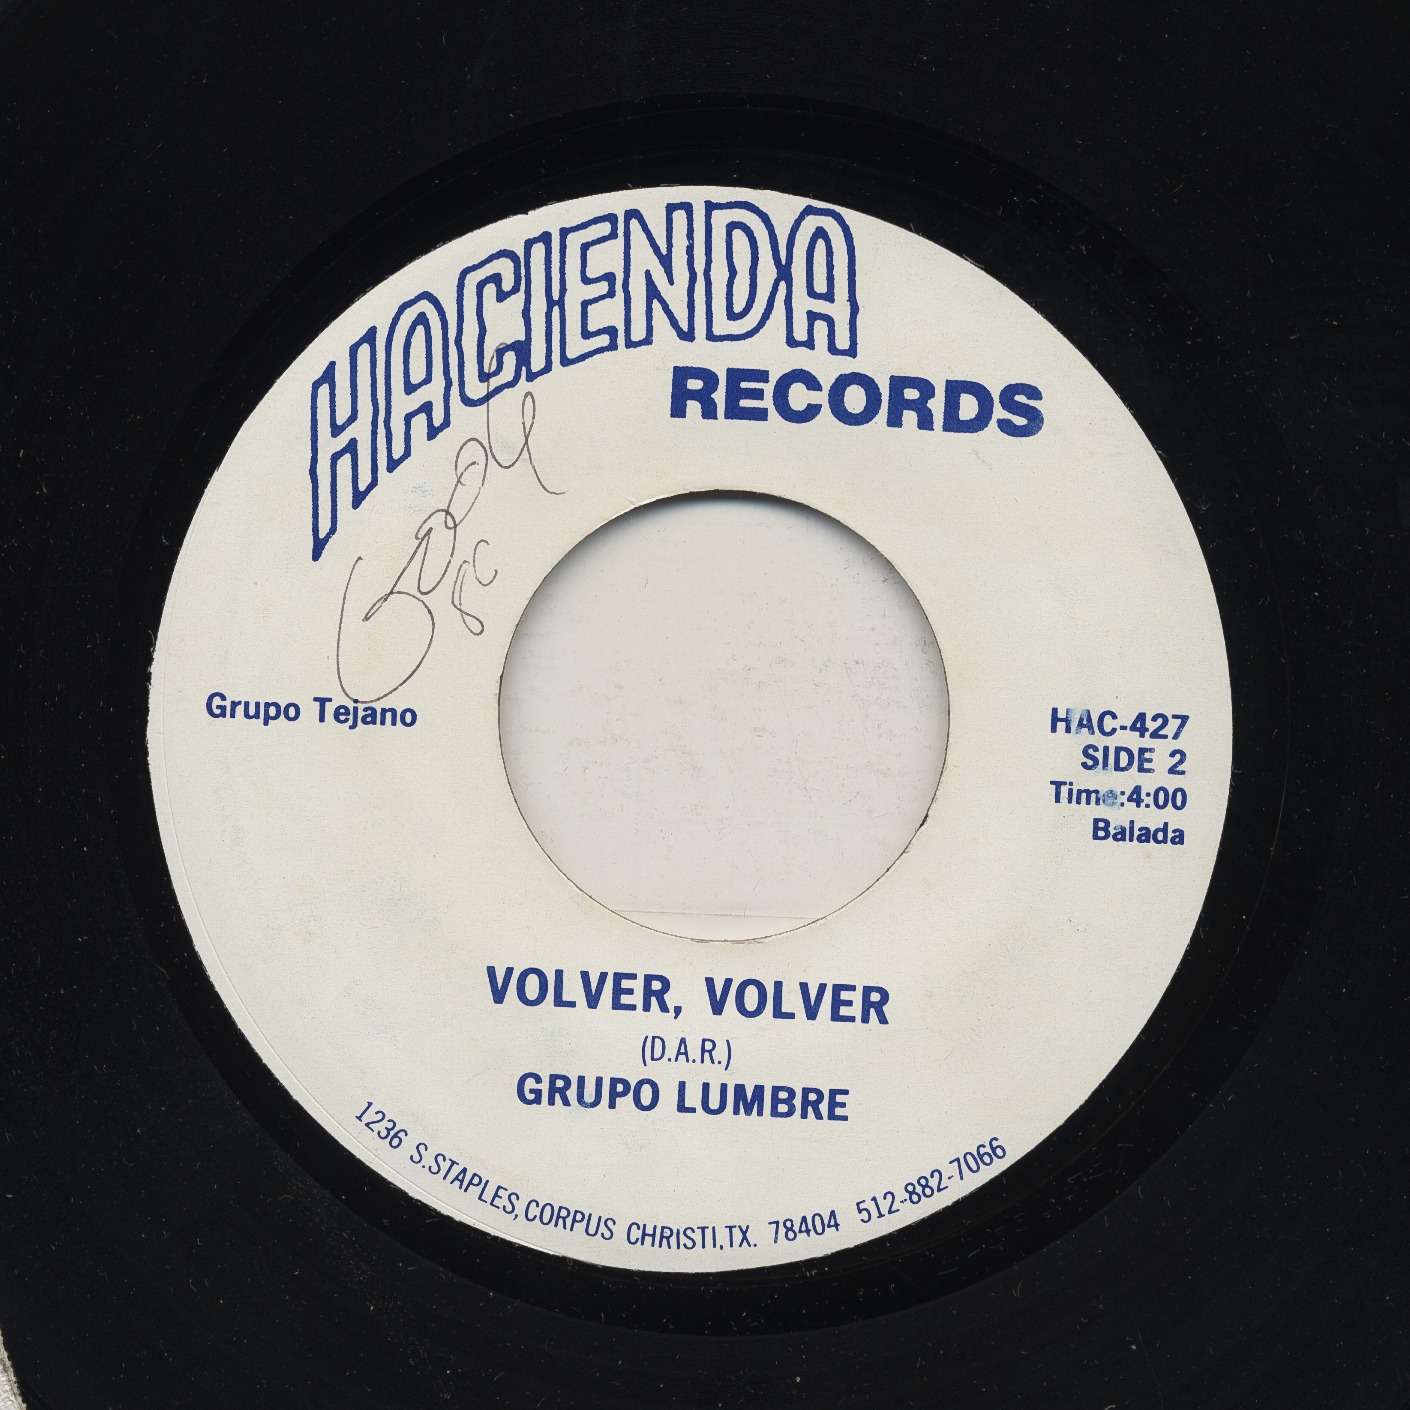 HACIENDA
RECORDS
Grupo Tejano
HAC-427
SIDE 2
Time:4:00
Balada
VOLVER, VOLVER
(D.A.R.)
GRUPO LUMBRE
1236 S.STAPLES,CORPUS CHRISTI,TX. 78404 512-882-7066